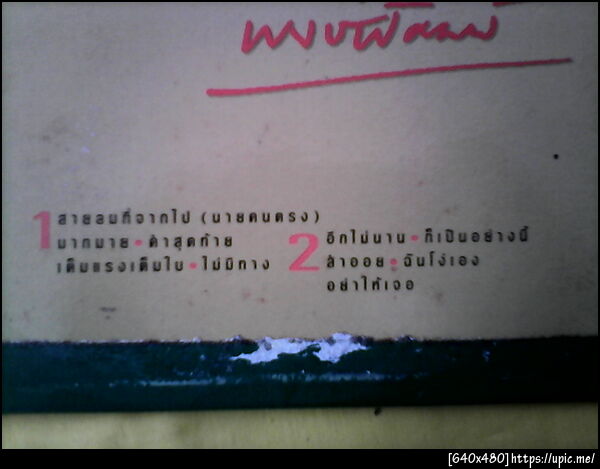 1 สายลมที่จากไป (นายคนตรง)
มากมาย • คำสุดท้าย
เต็มแรงเต็มใบ • ไม่มีทาง
2 อีกไม่นาน • ก็เป็นอย่างนี้
สำออย • ฉันโง่เอง
อย่าให้เจอ
[640x480]https://upic.me/